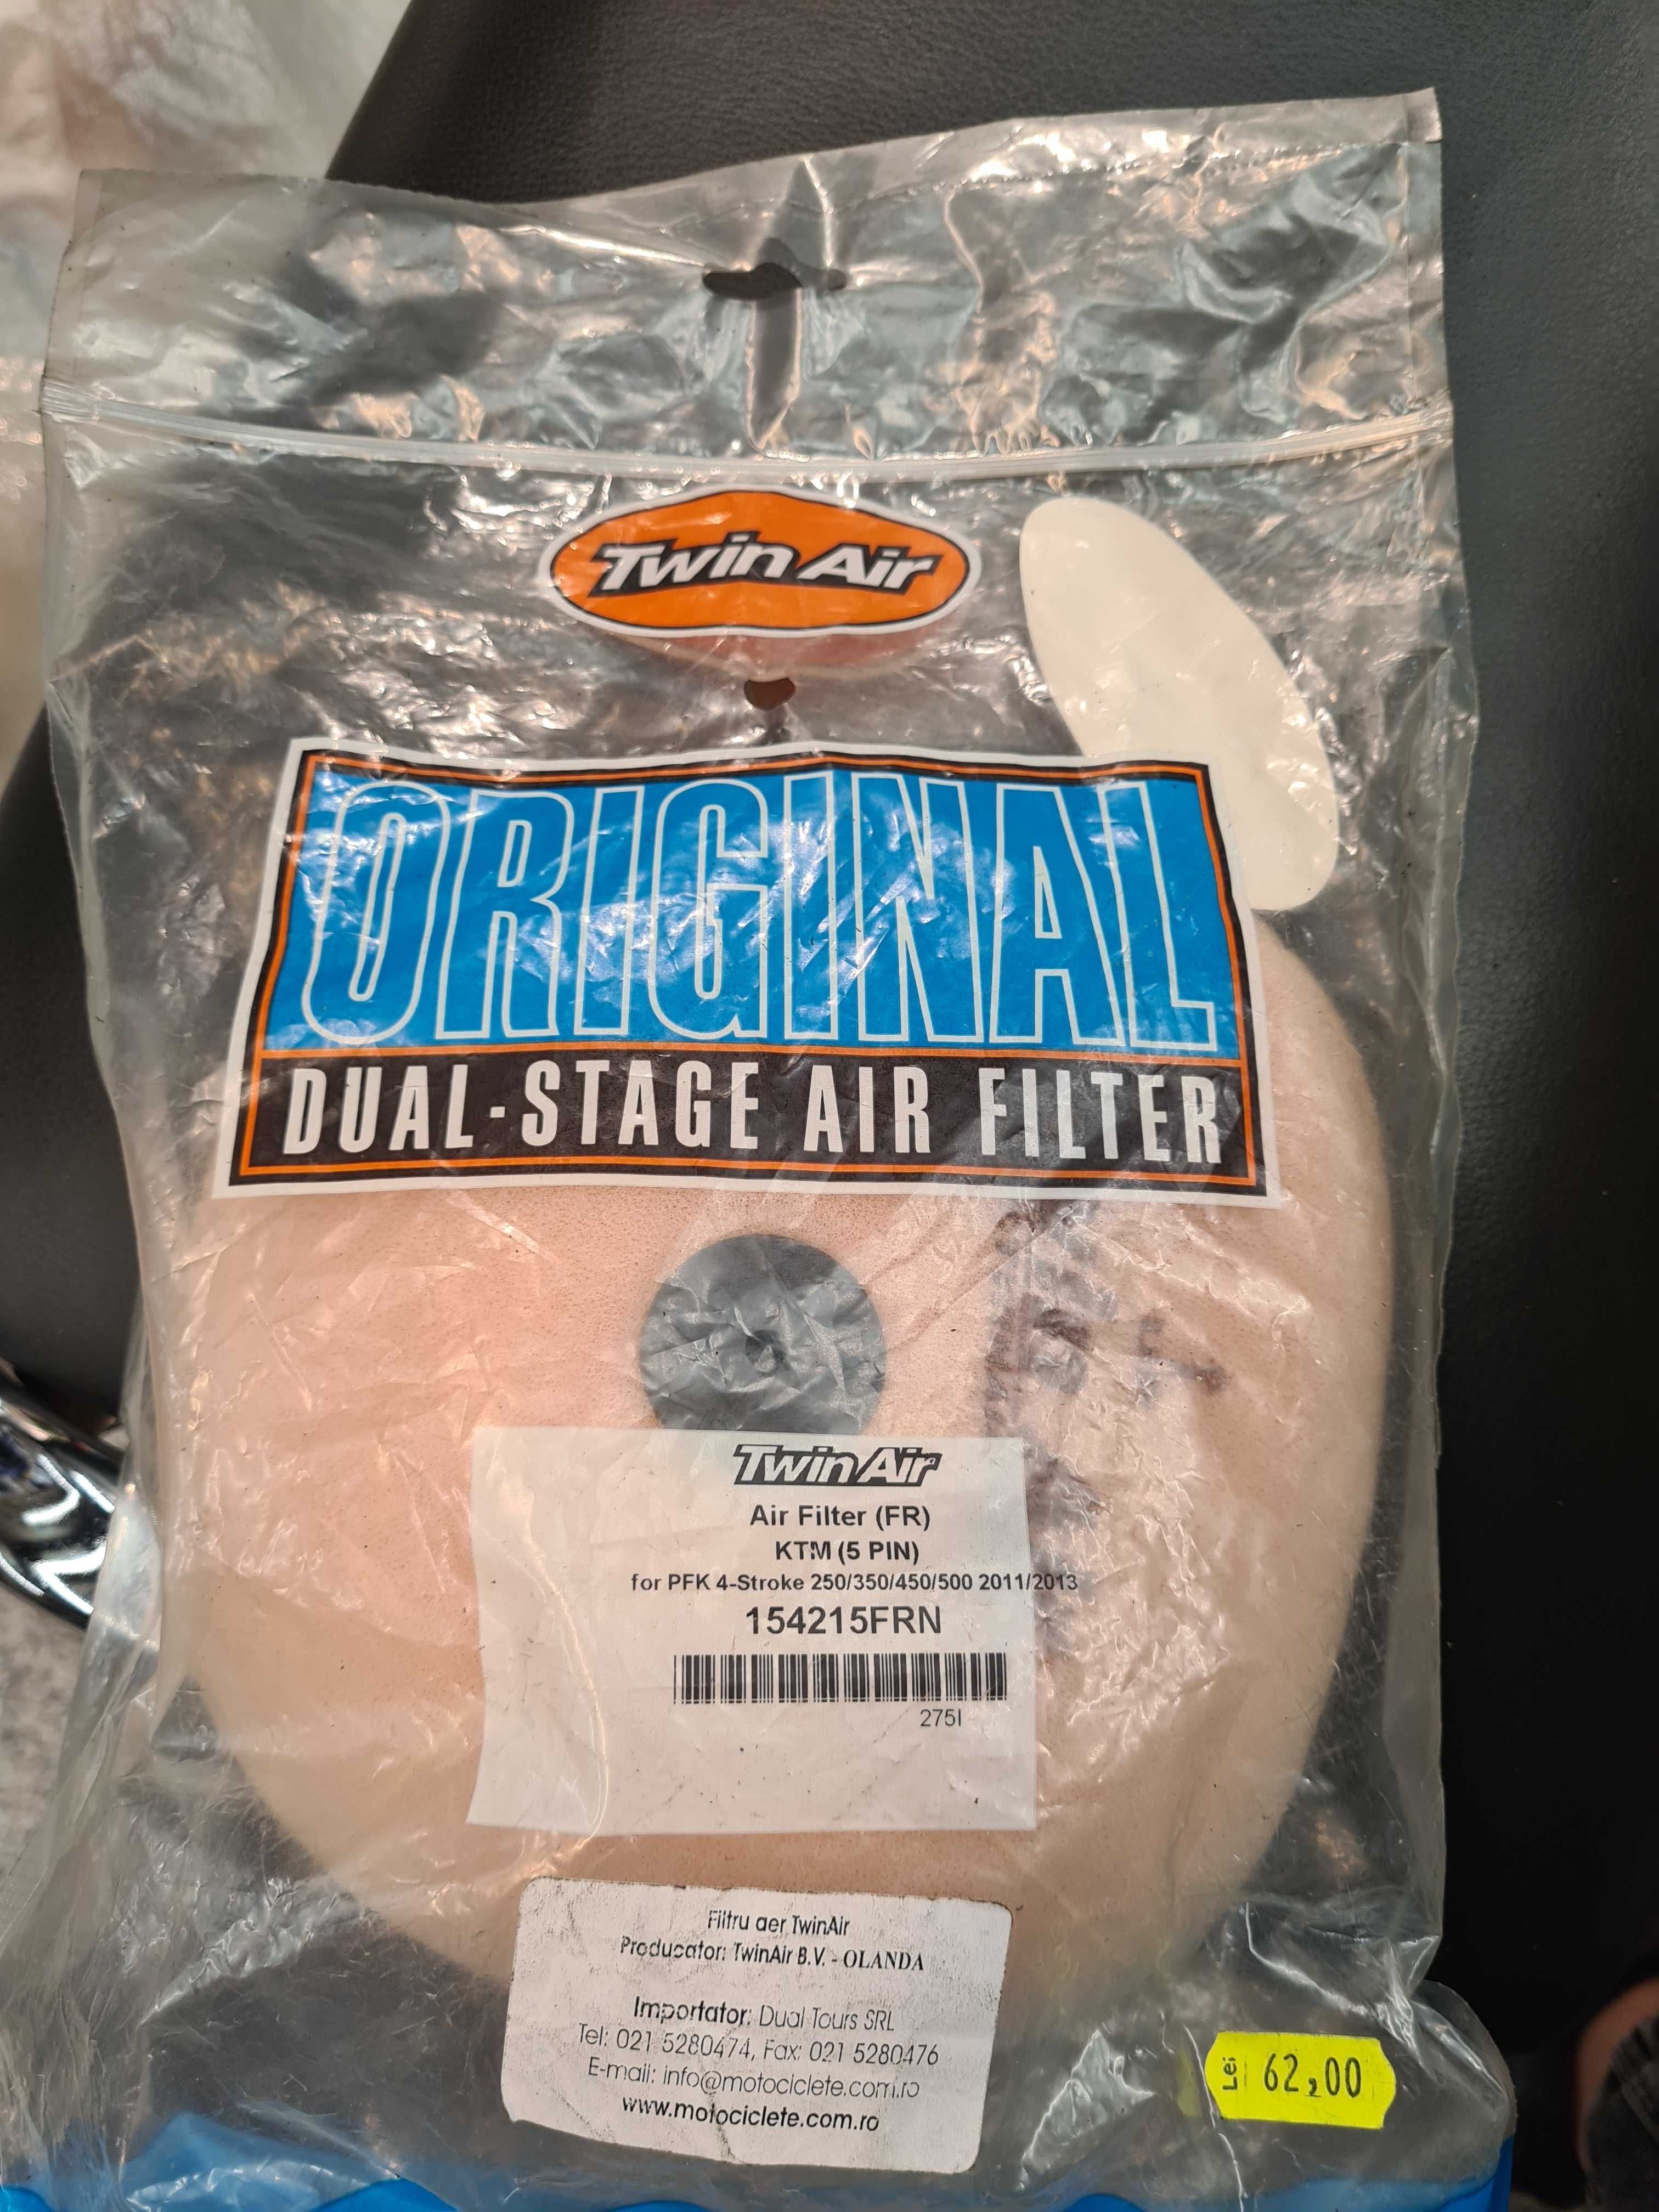 Twin Air
ORIGINAL
DUAL-STAGE AIR FILTER
Twin Air
Air Filter (FR)
KTM (5 PIN)
for PFK 4-Stroke 250/350/450/500 2011/2013
154215FRN
275I
Filtru aer TwinAir
Producator: TwinAir B.V. - OLANDA
Importator: Dual Tours SRL
Tel: 021 5280474, Fax: 021 5280476
E-mail: info@motociclete.com.ro
www.motociclete.com.ro
Lei 62,00